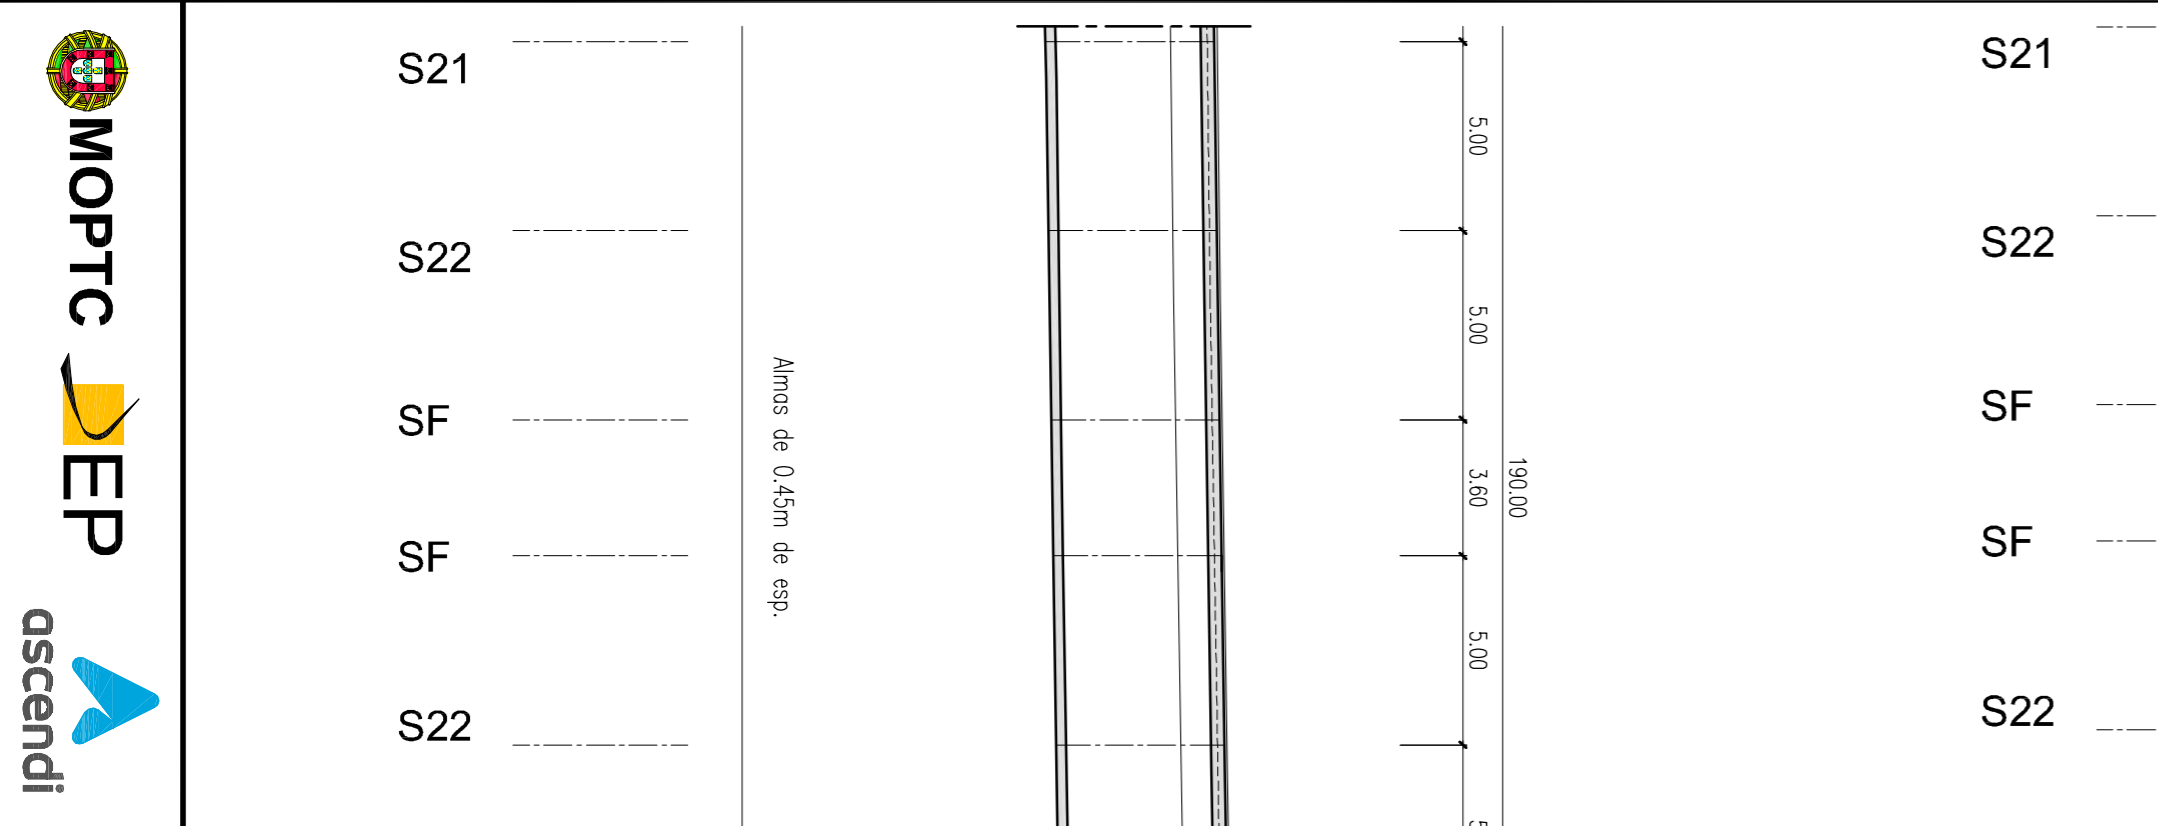 MOPTC
EP
ascendi
S21
S22
SF
SF
S22
Almas de 0.45m de esp.
5.00
5.00
3.60
5.00
190.00
S21
S22
SF
SF
S22